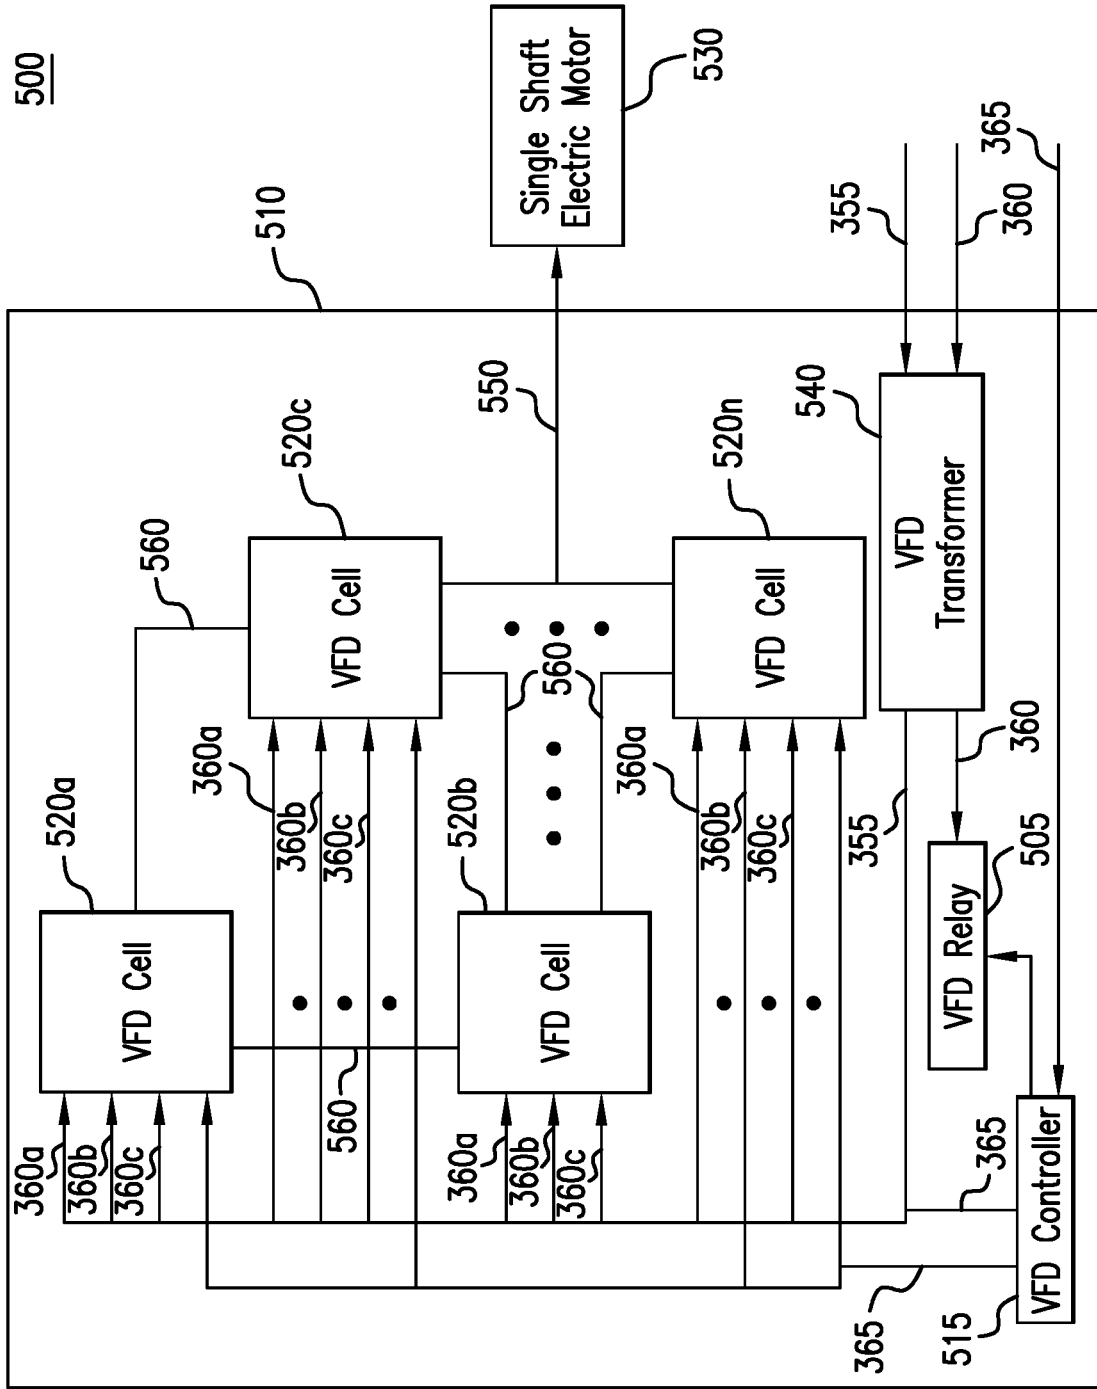 500
510
Single Shaft
Electric Motor
530
550
560
520c
VFD Cell
520a
VFD Cell
360a
360b
360c
360a
360b
360c
560
560
520b
VFD Cell
360a
360b
360c
520n
VFD Cell
360a
360b
360c
355
360
365
540
VFD
Transformer
355
360
VFD Relay
505
365
365
VFD Controller
515